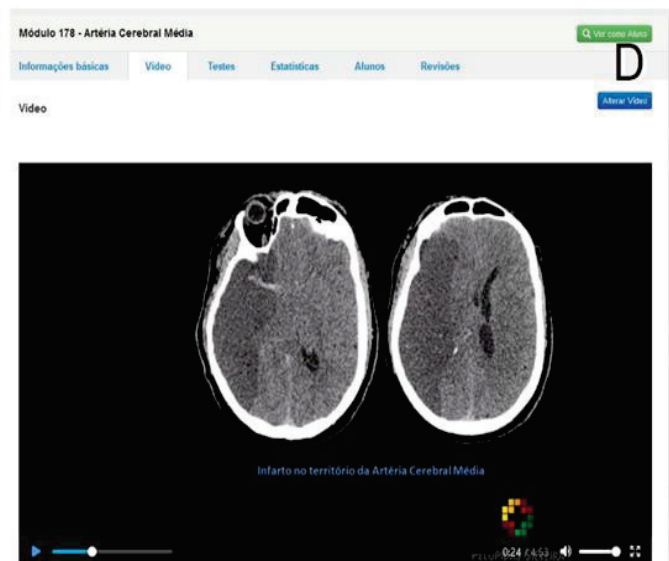 Módulo 178 - Artéria Cerebral Média
Ver como Aluno
Informações básicas Vídeo Testes Estatísticas Alunos Revisões
D
Vídeo
Alterar Vídeo
Infarto no território da Artéria Cerebral Média
0:24 / 4:53